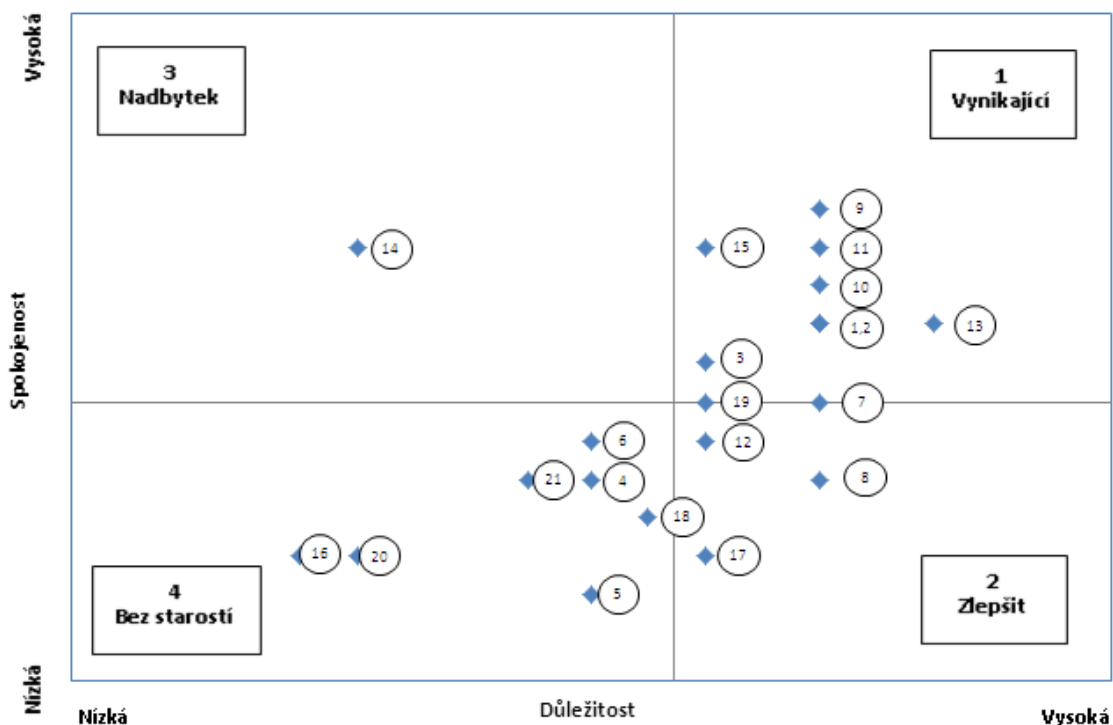 Vysoká
3
Nadbytek
1
Vynikající
9
14
15
11
10
1,2
13
Spokojenost
3
19
7
6
12
21
4
8
18
16
20
17
5
4
Bez starostí
2
Zlepšit
Nízká
Nízká
Důležitost
Vysoká